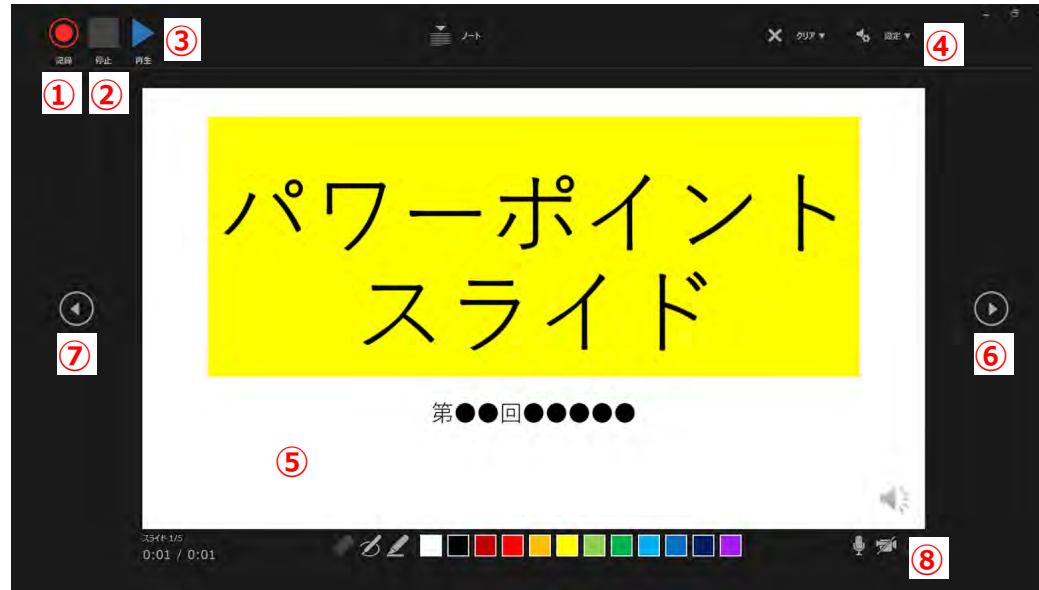 記録 停止 再生
③
ノート
クリア ▼
設定 ▼
④
① ②
パワーポイント
スライド
⑦
⑥
第●●回●●●●●
⑤
スライド 1/5
0:01 / 0:01
⑧